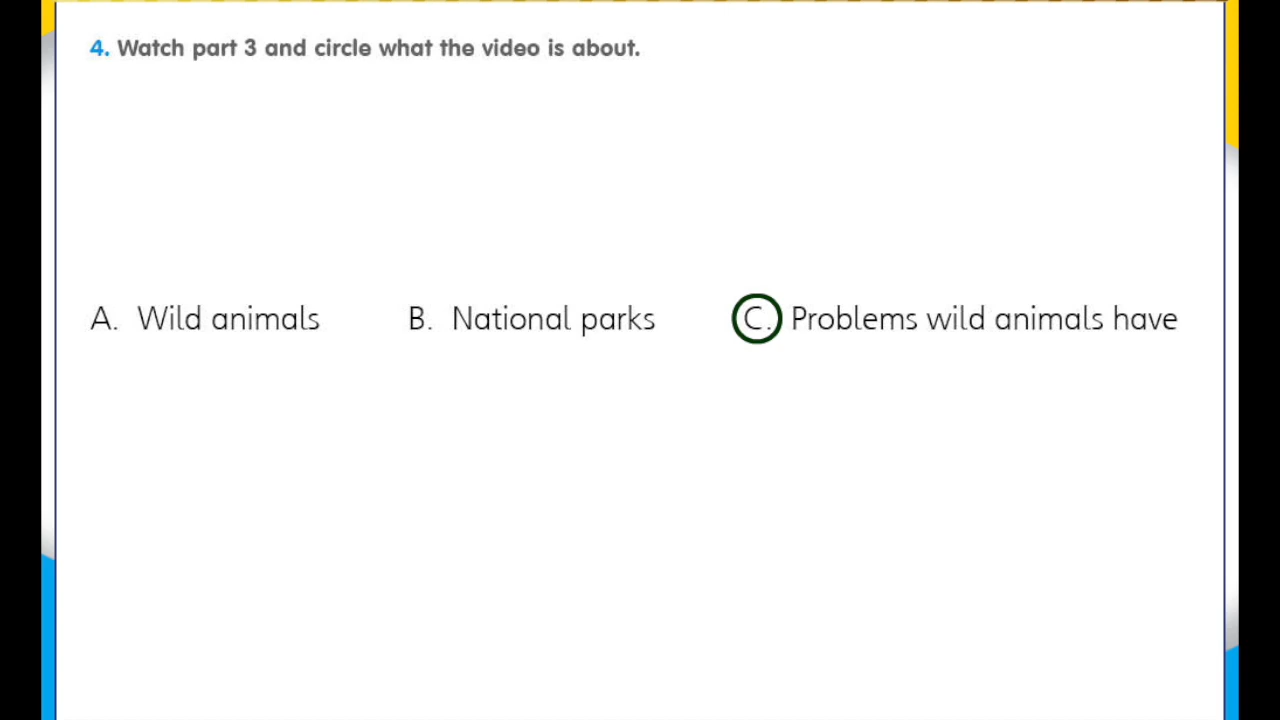 4. Watch part 3 and circle what the video is about.
A. Wild animals B. National parks C. Problems wild animals have